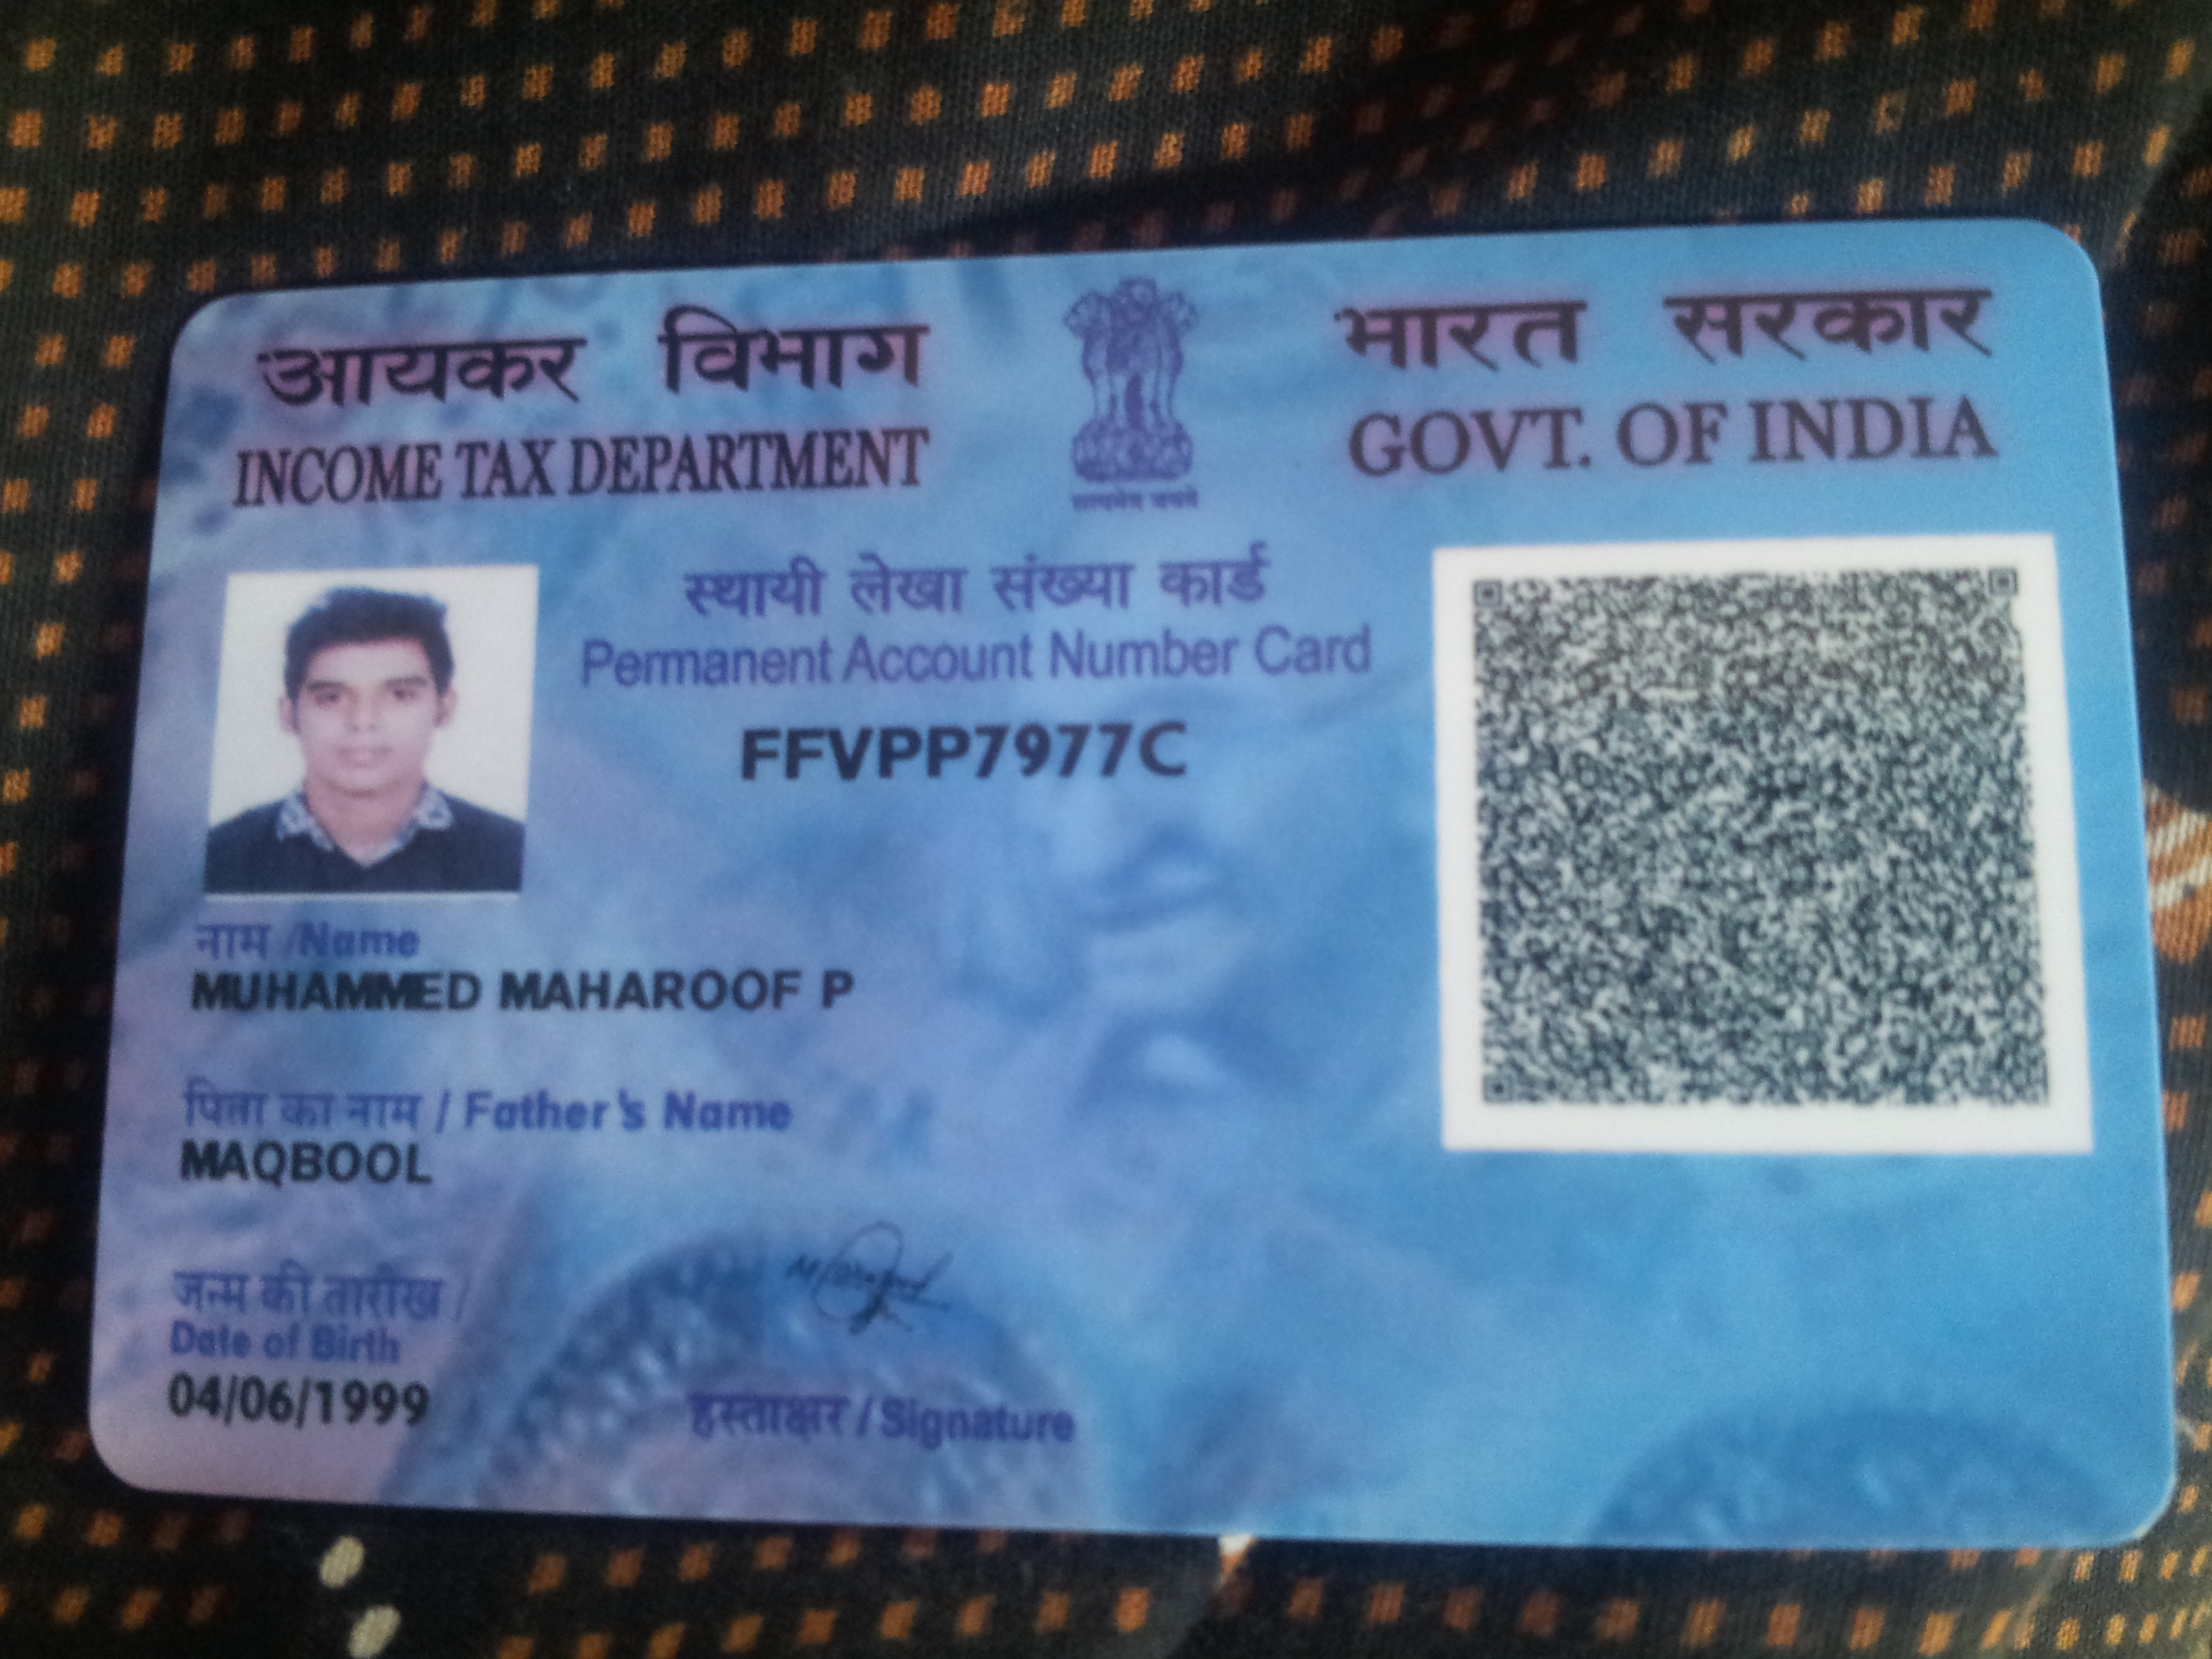 आयकर विभाग
INCOME TAX DEPARTMENT
भारत सरकार
GOVT. OF INDIA
सत्यमेव जयते
स्थायी लेखा संख्या कार्ड
Permanent Account Number Card
FFVPP7977C
नाम /Name
MUHAMMED MAHAROOF P
पिता का नाम / Father's Name
MAQBOOL
जन्म की तारीख /
Date of Birth
04/06/1999
हस्ताक्षर / Signature